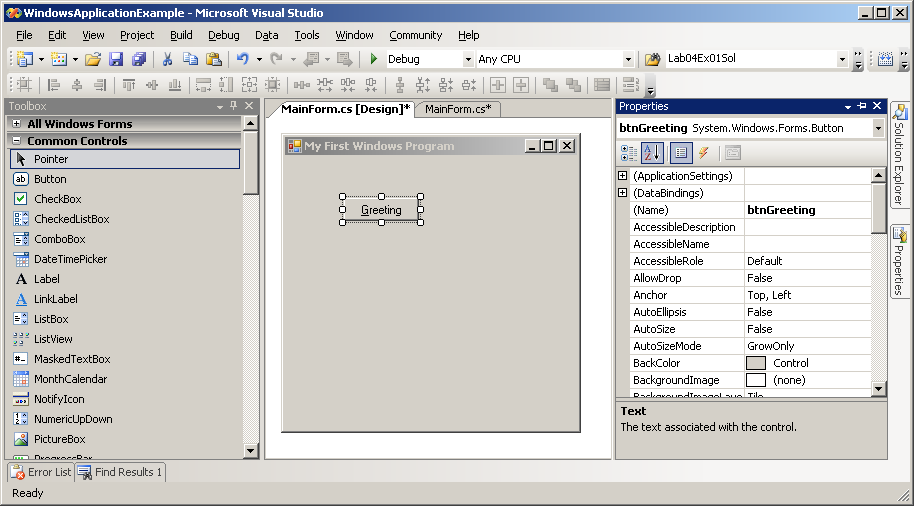 WindowsApplicationExample - Microsoft Visual Studio
File Edit View Project Build Debug Data Tools Window Community Help
Debug Any CPU Lab04Ex01Sol
Toolbox
All Windows Forms
Common Controls
Pointer
Button
CheckBox
CheckedListBox
ComboBox
DateTimePicker
Label
LinkLabel
ListBox
ListView
MaskedTextBox
MonthCalendar
NotifyIcon
NumericUpDown
PictureBox
ProgressBar
MainForm.cs [Design]* MainForm.cs*
My First Windows Program
Greeting
Properties
btnGreeting System.Windows.Forms.Button
(ApplicationSettings)
(DataBindings)
(Name) btnGreeting
AccessibleDescription
AccessibleName
AccessibleRole Default
AllowDrop False
Anchor Top, Left
AutoEllipsis False
AutoSize False
AutoSizeMode GrowOnly
BackColor Control
BackgroundImage (none)
BackgroundImageLayou Tile
Text
The text associated with the control.
Solution Explorer
Properties
Error List Find Results 1
Ready